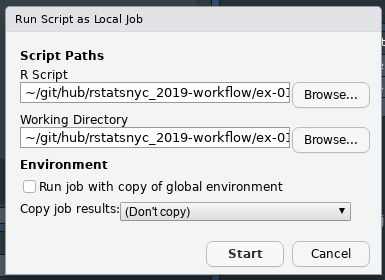 Run Script as Local Job
Script Paths
R Script
~/git/hub/rstatsnyc_2019-workflow/ex-01
Browse...
Working Directory
~/git/hub/rstatsnyc_2019-workflow/ex-01
Browse...
Environment
Run job with copy of global environment
Copy job results: (Don't copy)
Start Cancel